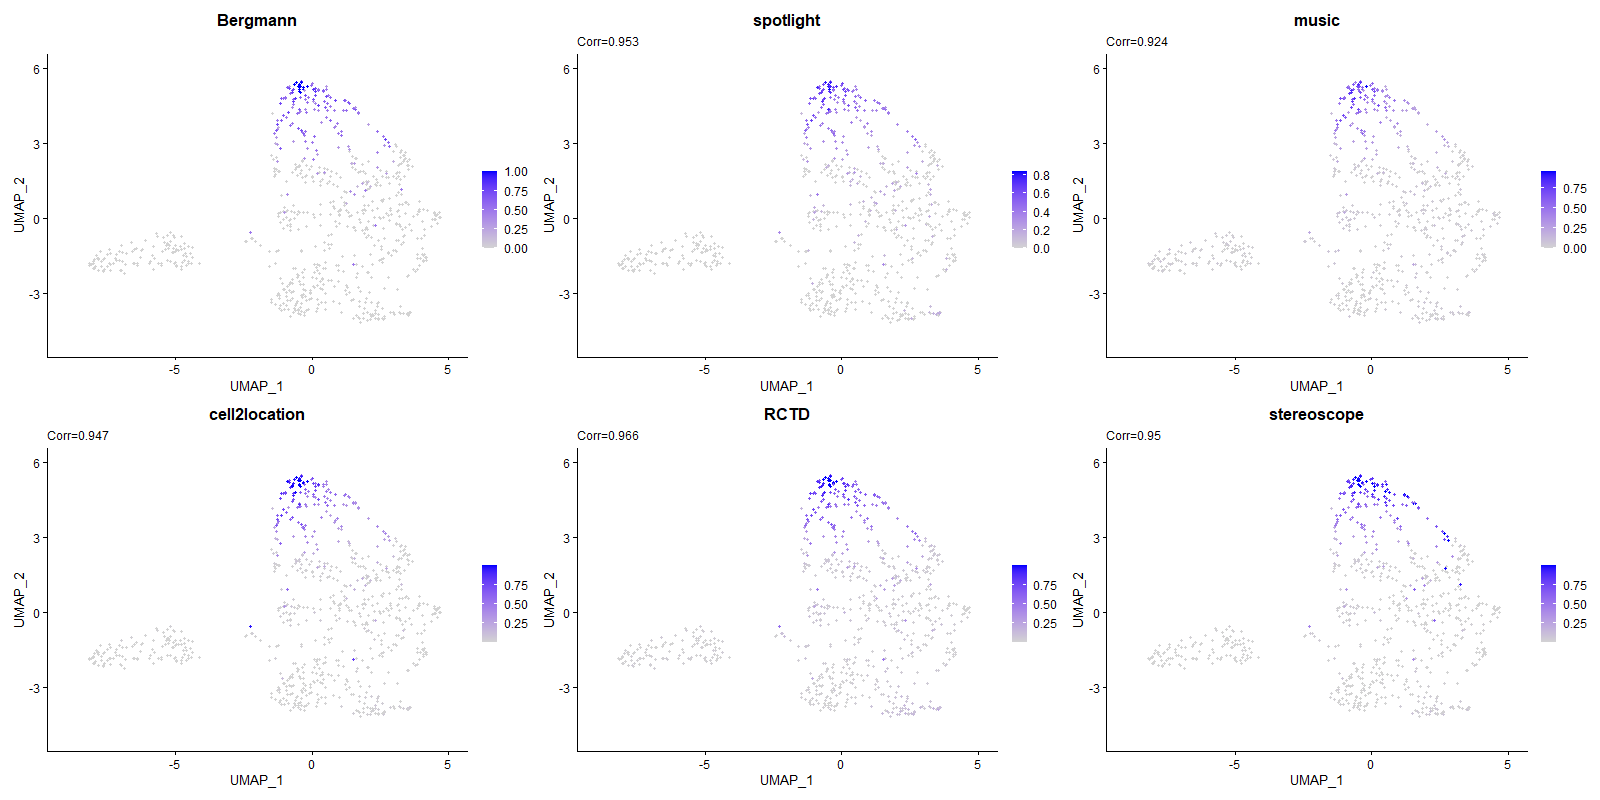 Bergmann
6
3
0
-3
UMAP_2
-5
0
5
UMAP_1
1.00
0.75
0.50
0.25
0.00
spotlight
Corr=0.953
UMAP_2
-5
0
5
UMAP_1
6
3
0
-3
0.8
0.6
0.4
0.2
0.0
music
Corr=0.924
UMAP_2
6
3
0
-3
-5
0
5
UMAP_1
0.75
0.50
0.25
0.00
cell2location
Corr=0.947
UMAP_2
6
3
0
-3
-5
0
5
UMAP_1
0.75
0.50
0.25
RCTD
Corr=0.966
UMAP_2
6
3
0
-3
-5
0
5
UMAP_1
0.75
0.50
0.25
stereoscope
Corr=0.95
UMAP_2
6
3
0
-3
-5
0
5
UMAP_1
0.75
0.50
0.25